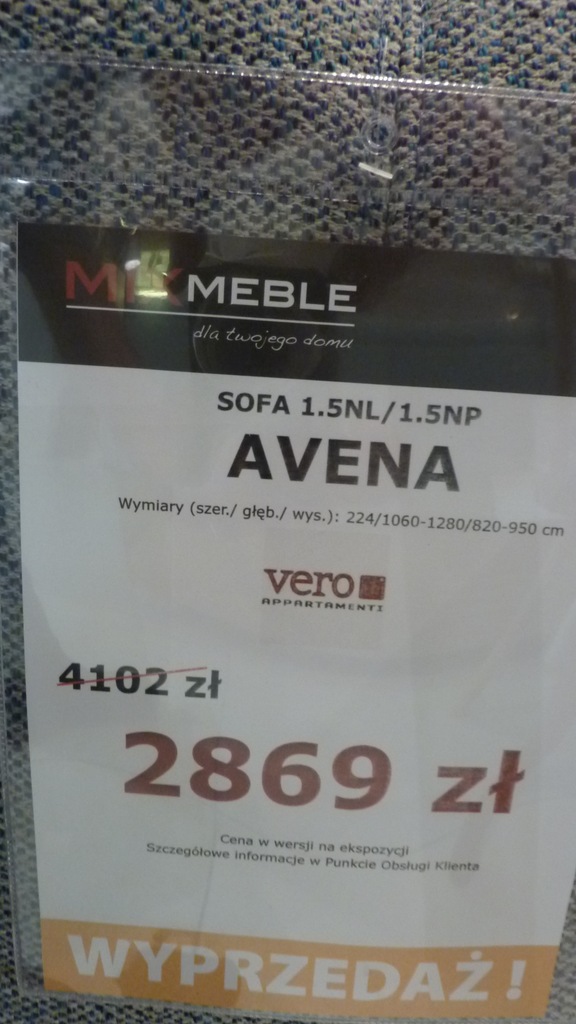 MIXMEBLE
dla twojego domu
SOFA 1.5NL/1.5NP
AVENA
Wymiary (szer./ głęb./ wys.): 224/1060-1280/820-950 cm
vero
APPARTAMENTI
4102 zł
2869 zł
Cena w wersji na ekspozycji
Szczegółowe informacje w Punkcie Obsługi Klienta
WYPRZEDAŻ!